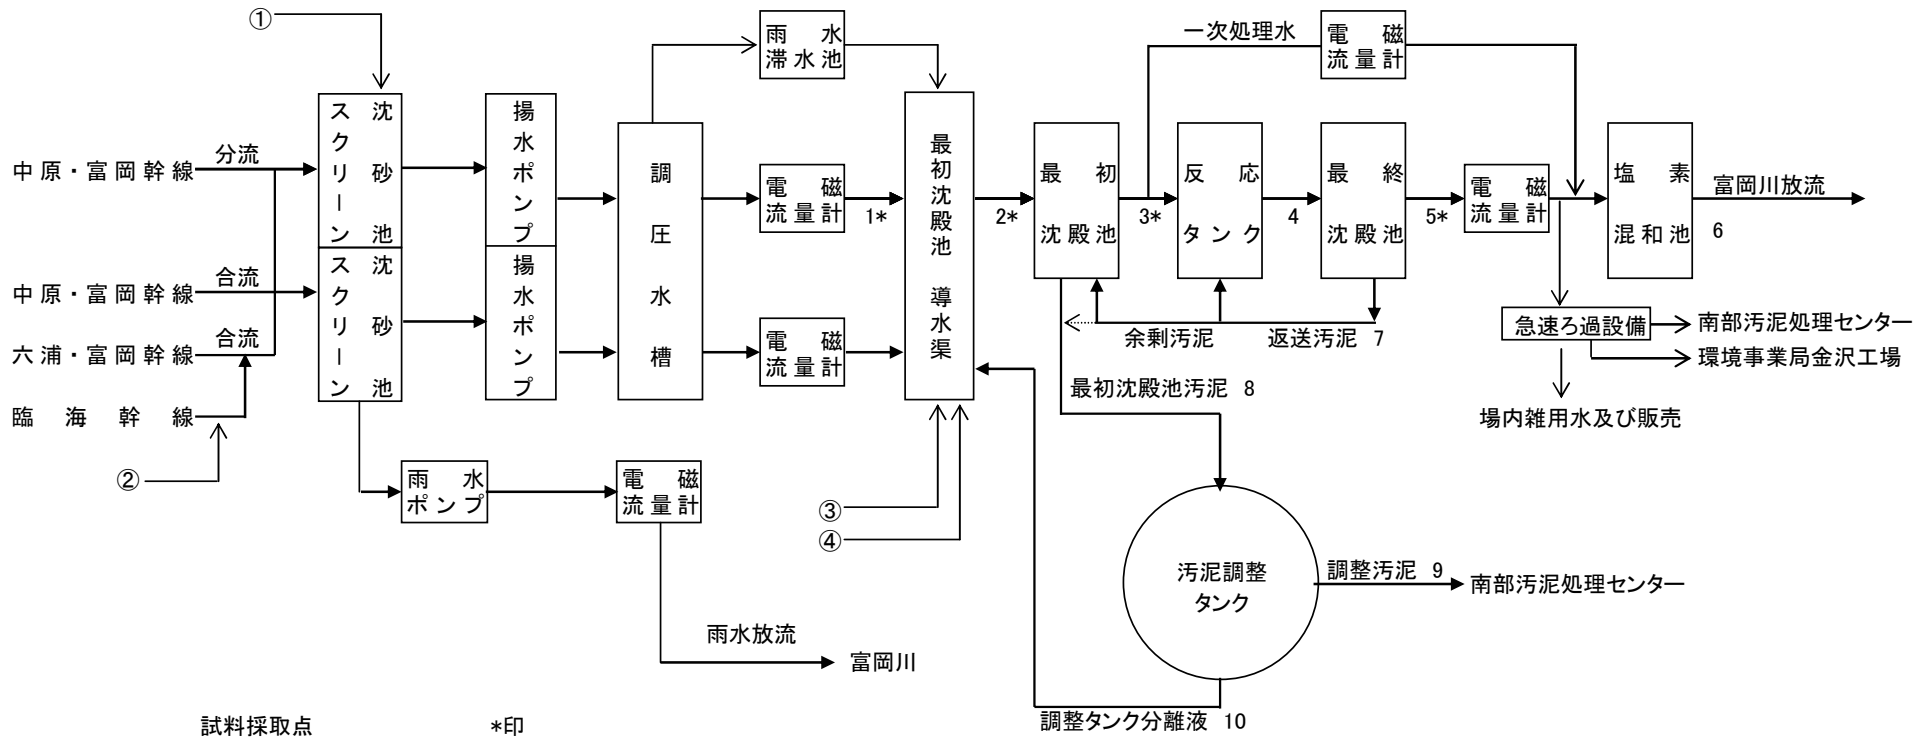 ①
雨水
滞水池
一次処理水
電磁
流量計
沈砂池
スクリーン
揚水ポンプ
調圧水槽
最初沈殿池 導水渠
中原・富岡幹線
分流
電磁
流量計
1*
2*
最初
沈殿池
3*
反応
タンク
4
最終
沈殿池
5*
電磁
流量計
塩素
混和池
富岡川放流
6
中原・富岡幹線
合流
沈砂池
スクリーン
揚水ポンプ
電磁
流量計
六浦・富岡幹線
合流
臨海幹線
②
余剰汚泥
返送汚泥 7
急速ろ過設備
南部汚泥処理センター
環境事業局金沢工場
場内雑用水及び販売
最初沈殿池汚泥 8
雨水
ポンプ
電磁
流量計
③
④
汚泥調整
タンク
調整汚泥 9
南部汚泥処理センター
雨水放流
富岡川
調整タンク分離液 10
試料採取点 *印